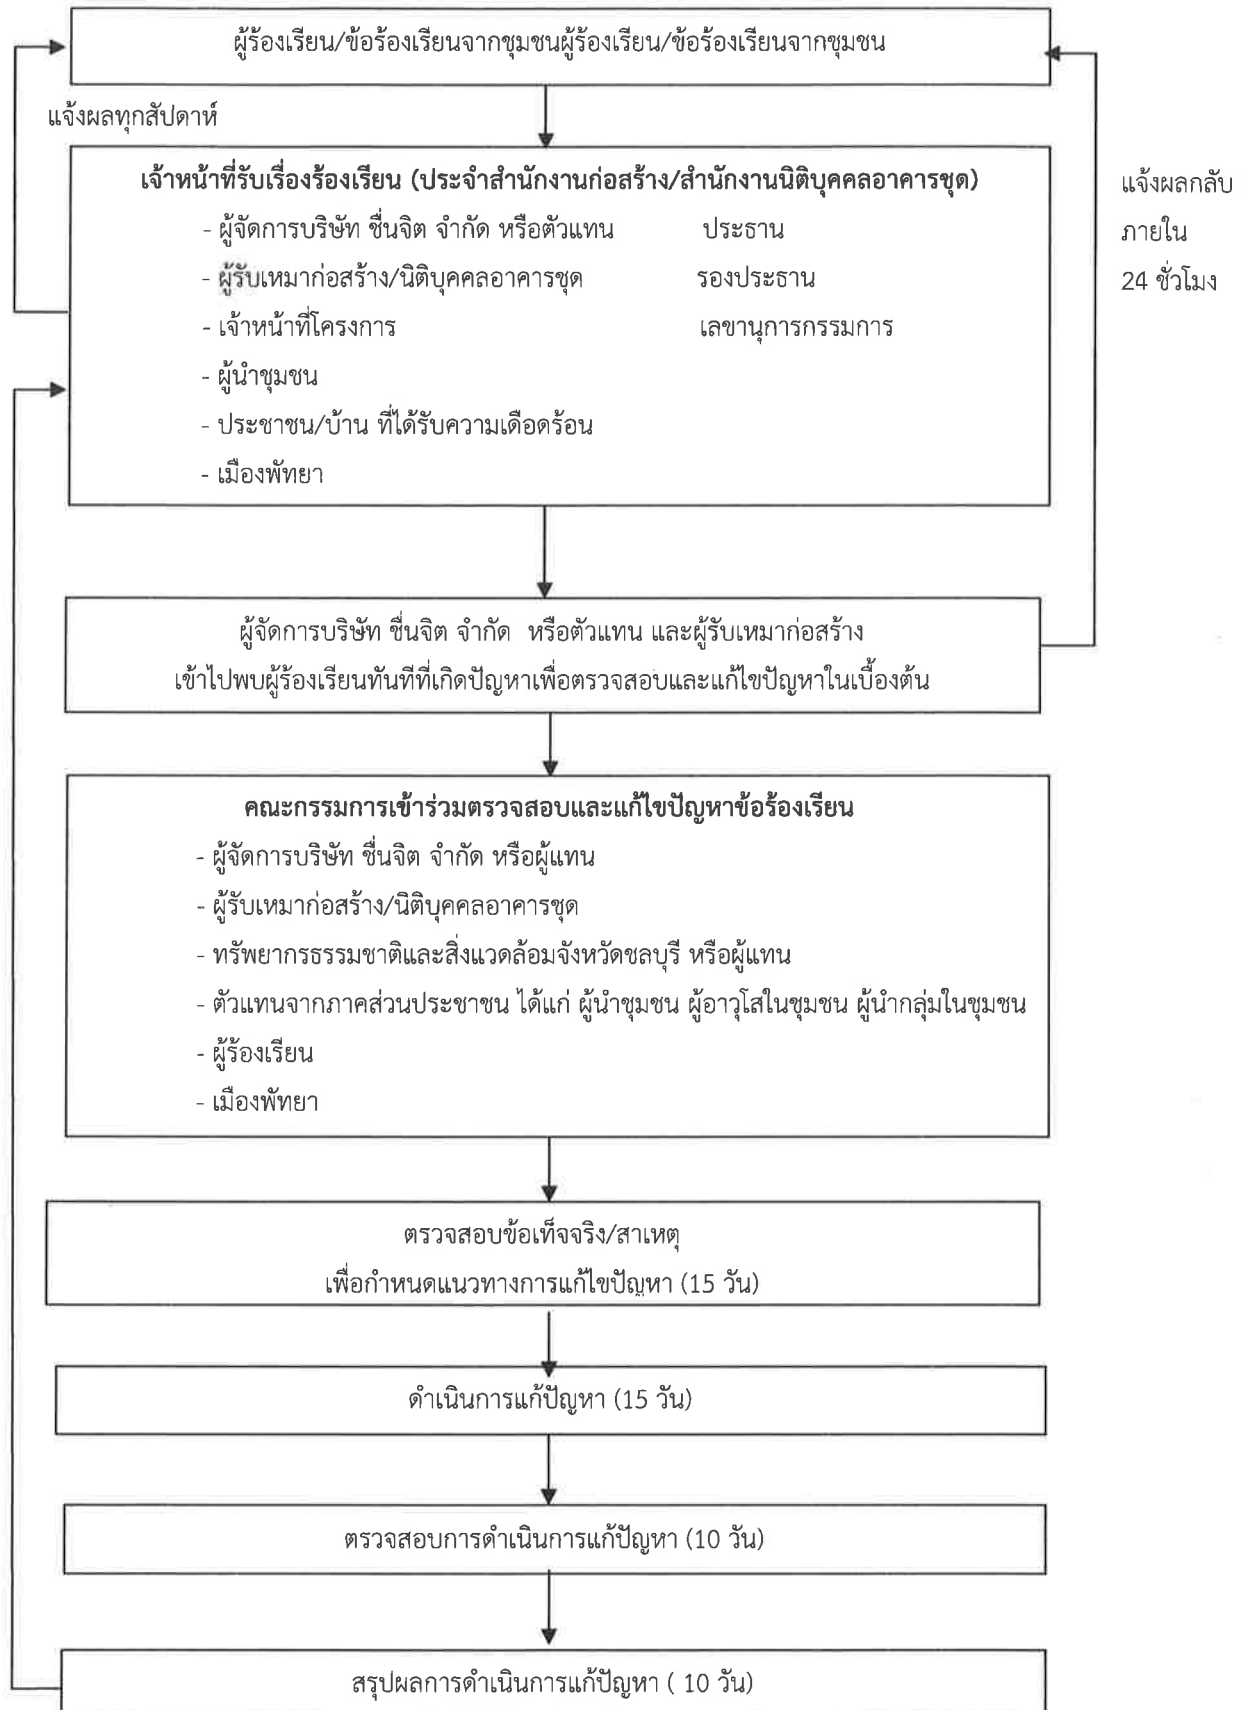 ผู้ร้องเรียน/ข้อร้องเรียนจากชุมชนผู้ร้องเรียน/ข้อร้องเรียนจากชุมชน
แจ้งผลทุกสัปดาห์
เจ้าหน้าที่รับเรื่องร้องเรียน (ประจำสำนักงานก่อสร้าง/สำนักงานนิติบุคคลอาคารชุด)
- ผู้จัดการบริษัท ชื่นจิต จำกัด หรือตัวแทน ประธาน
- ผู้รับเหมาก่อสร้าง/นิติบุคคลอาคารชุด รองประธาน
- เจ้าหน้าที่โครงการ เลขานุการกรรมการ
- ผู้นำชุมชน
- ประชาชน/บ้าน ที่ได้รับความเดือดร้อน
- เมืองพัทยา
แจ้งผลกลับ
ภายใน
24 ชั่วโมง
ผู้จัดการบริษัท ชื่นจิต จำกัด หรือตัวแทน และผู้รับเหมาก่อสร้าง
เข้าไปพบผู้ร้องเรียนทันทีที่เกิดปัญหาเพื่อตรวจสอบและแก้ไขปัญหาในเบื้องต้น
คณะกรรมการเข้าร่วมตรวจสอบและแก้ไขปัญหาข้อร้องเรียน
- ผู้จัดการบริษัท ชื่นจิต จำกัด หรือผู้แทน
- ผู้รับเหมาก่อสร้าง/นิติบุคคลอาคารชุด
- ทรัพยากรธรรมชาติและสิ่งแวดล้อมจังหวัดชลบุรี หรือผู้แทน
- ตัวแทนจากภาคส่วนประชาชน ได้แก่ ผู้นำชุมชน ผู้อาวุโสในชุมชน ผู้นำกลุ่มในชุมชน
- ผู้ร้องเรียน
- เมืองพัทยา
ตรวจสอบข้อเท็จจริง/สาเหตุ
เพื่อกำหนดแนวทางการแก้ไขปัญหา (15 วัน)
ดำเนินการแก้ปัญหา (15 วัน)
ตรวจสอบการดำเนินการแก้ปัญหา (10 วัน)
สรุปผลการดำเนินการแก้ปัญหา ( 10 วัน)